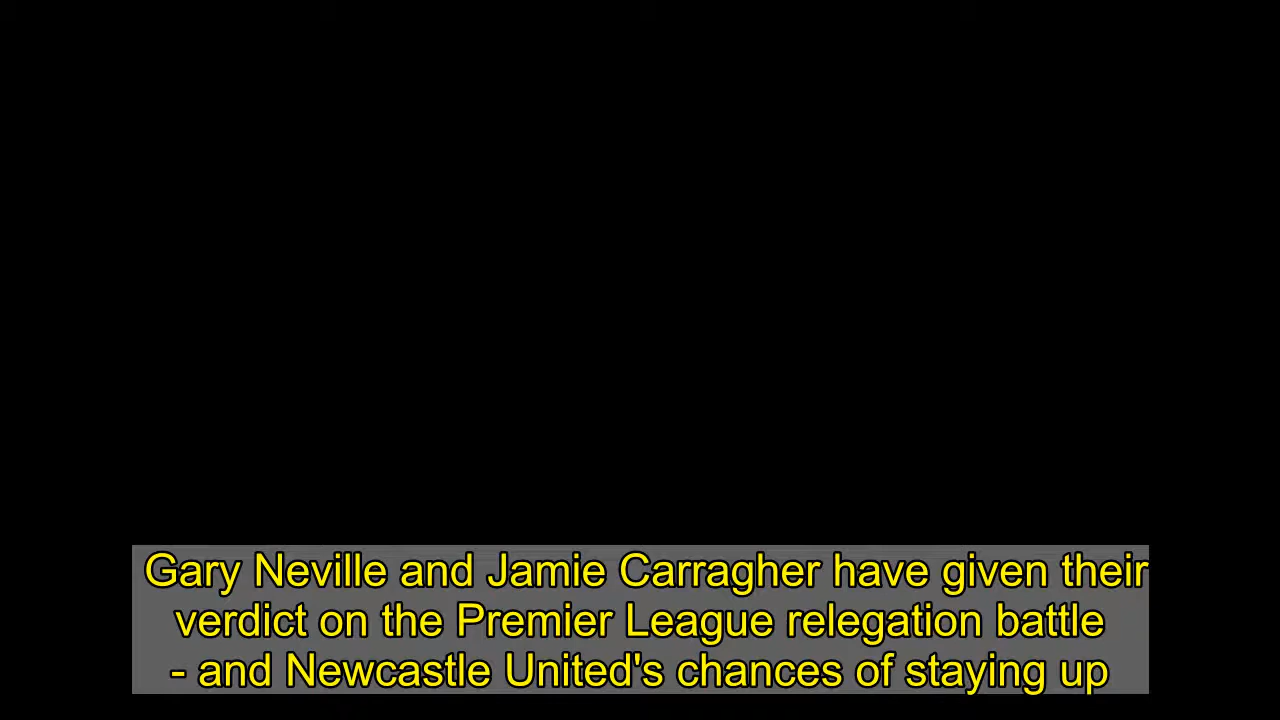 Gary Neville and Jamie Carragher have given their
verdict on the Premier League relegation battle
- and Newcastle United's chances of staying up